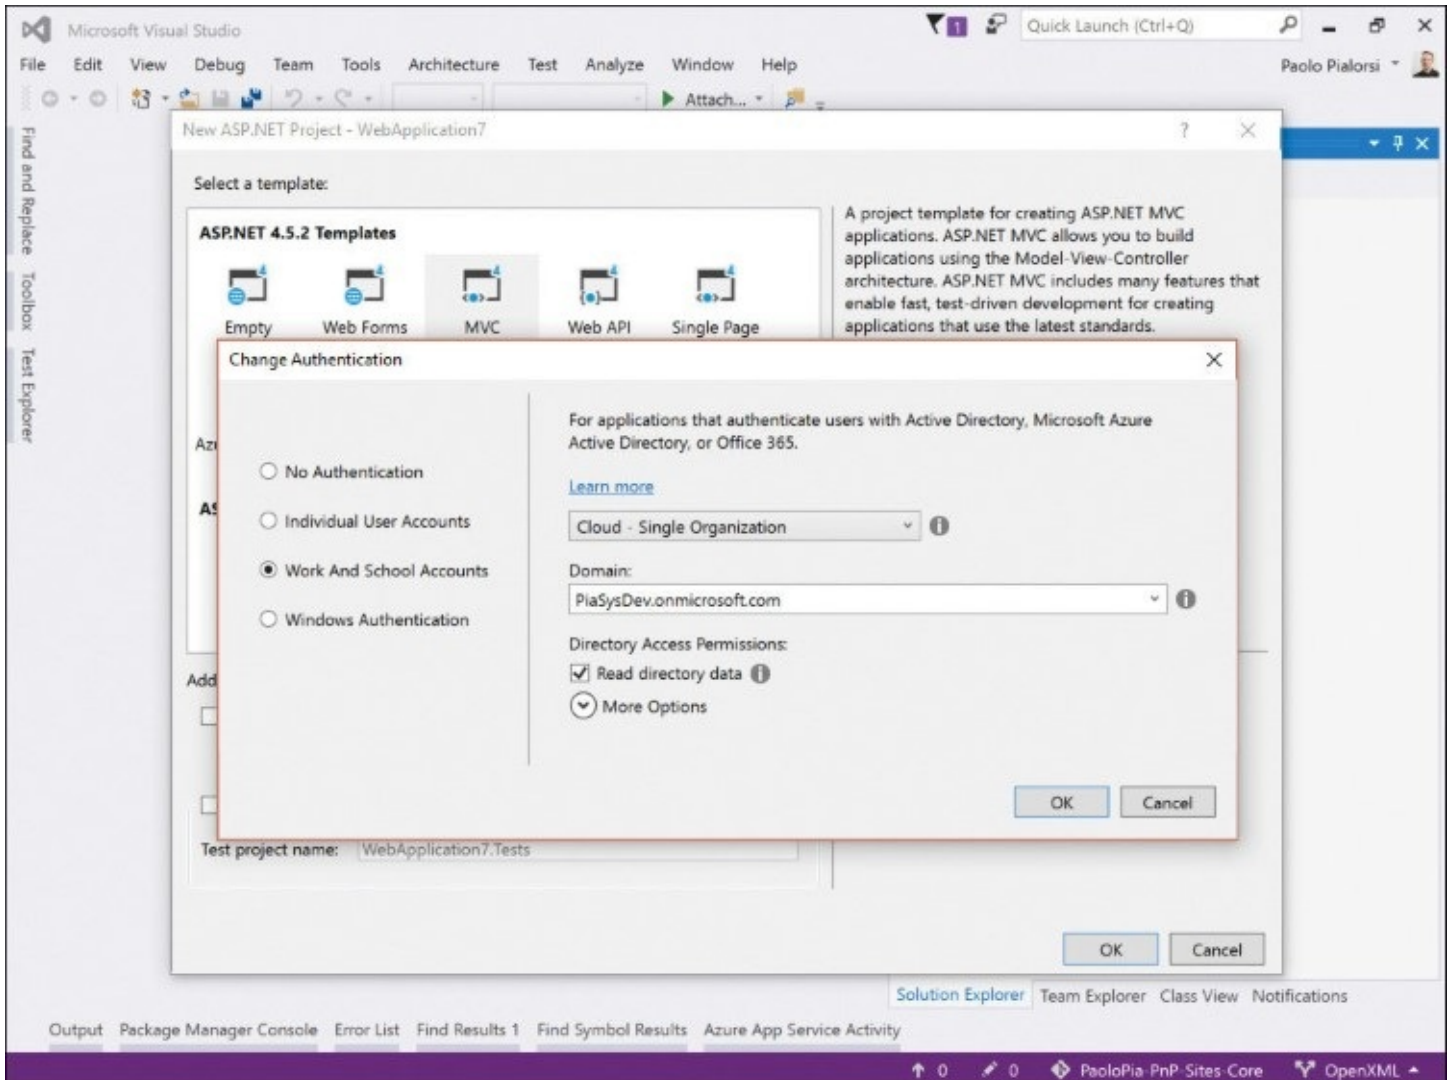 Microsoft Visual Studio
1
Quick Launch (Ctrl+Q)
File Edit View Debug Team Tools Architecture Test Analyze Window Help
Paolo Pialorsi
Attach...
Find and Replace
Toolbox
Test Explorer
New ASP.NET Project - WebApplication7
?
Select a template:
ASP.NET 4.5.2 Templates
Empty
Web Forms
MVC
Web API
Single Page
A project template for creating ASP.NET MVC
applications. ASP.NET MVC allows you to build
applications using the Model-View-Controller
architecture. ASP.NET MVC includes many features that
enable fast, test-driven development for creating
applications that use the latest standards.
Change Authentication
No Authentication
Individual User Accounts
Work And School Accounts
Windows Authentication
For applications that authenticate users with Active Directory, Microsoft Azure
Active Directory, or Office 365.
Learn more
Cloud - Single Organization
Domain:
PiaSysDev.onmicrosoft.com
Directory Access Permissions:
Read directory data
More Options
OK
Cancel
Add
Test project name: WebApplication7.Tests
OK
Cancel
Solution Explorer Team Explorer Class View Notifications
Output Package Manager Console Error List Find Results 1 Find Symbol Results Azure App Service Activity
0 0 PaoloPia-PnP-Sites-Core OpenXML